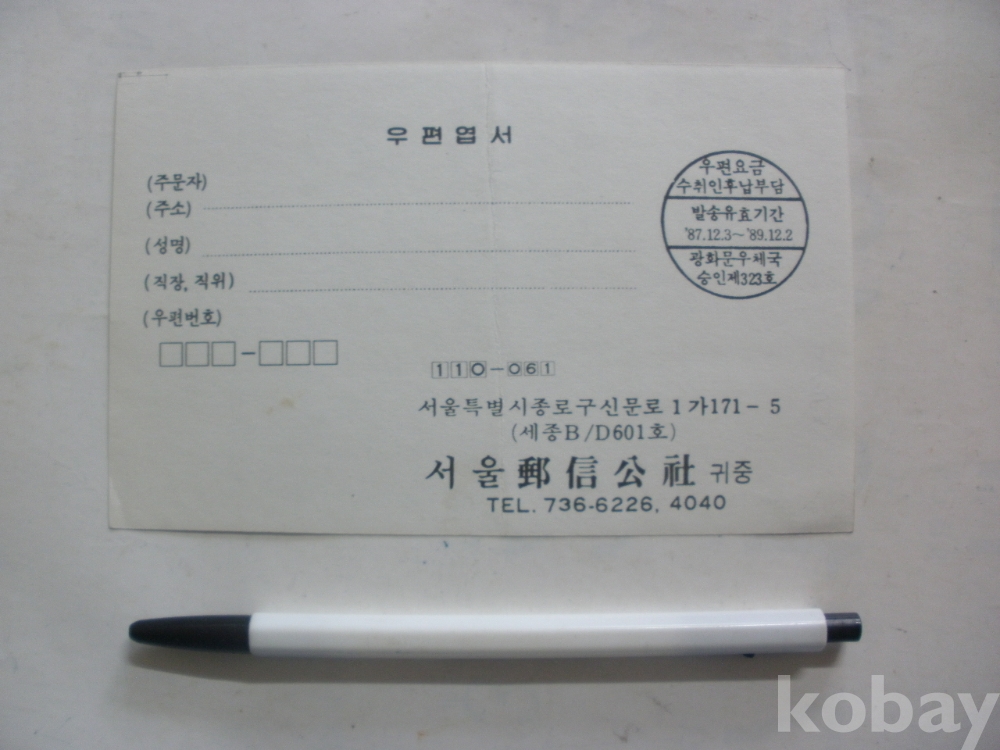 우편엽서
(주문자)
(주소)
(성명)
(직장, 직위)
(우편번호)
우편요금
수취인후납부담
발송유효기간
'87.12.3~'89.12.2
광화문우체국
승인제323호
110-061
서울특별시종로구신문로 1가171-5
(세종B/D601호)
서울郵信公社 귀중
TEL. 736-6226, 4040
kobay